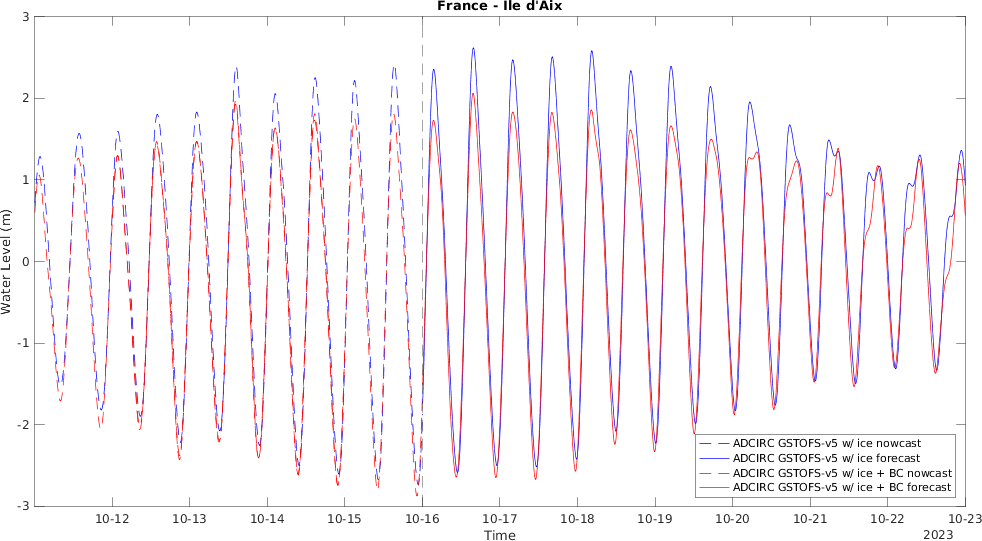 France - Ile d'Aix
3
2
1
0
-1
-2
-3
Water Level (m)
10-12 10-13 10-14 10-15 10-16 10-17 10-18 10-19 10-20 10-21 10-22 10-23
Time
2023
ADCIRC GSTOFS-v5 w/ ice nowcast
ADCIRC GSTOFS-v5 w/ ice forecast
ADCIRC GSTOFS-v5 w/ ice + BC nowcast
ADCIRC GSTOFS-v5 w/ ice + BC forecast